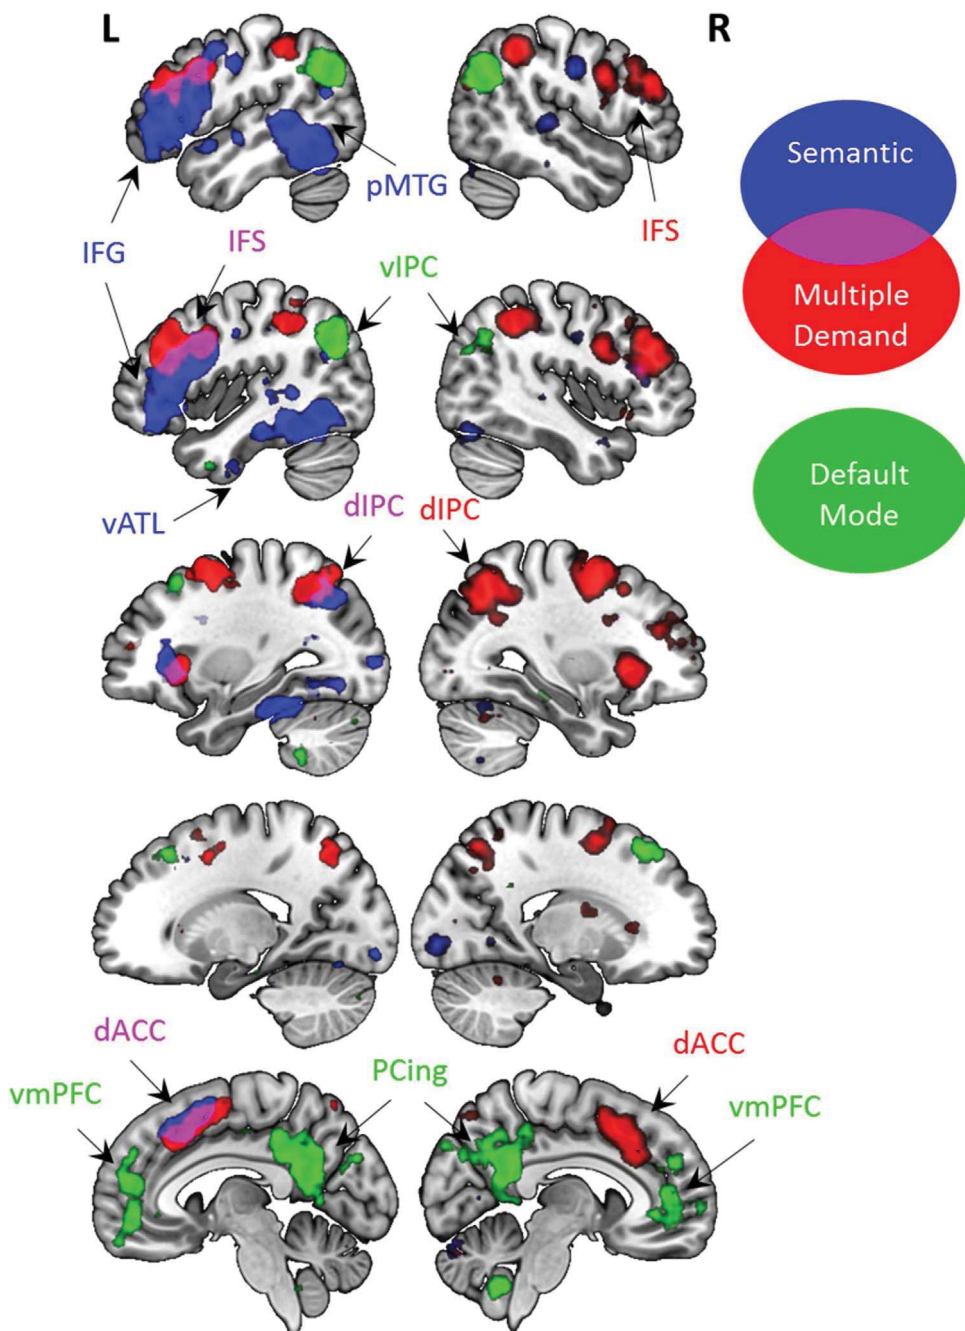 L
R
Semantic
pMTG
IFS
IFG
IFS
vIPC
Multiple
Demand
Default
Mode
vATL
dIPC
dIPC
dACC
dACC
vmPFC
PCing
vmPFC